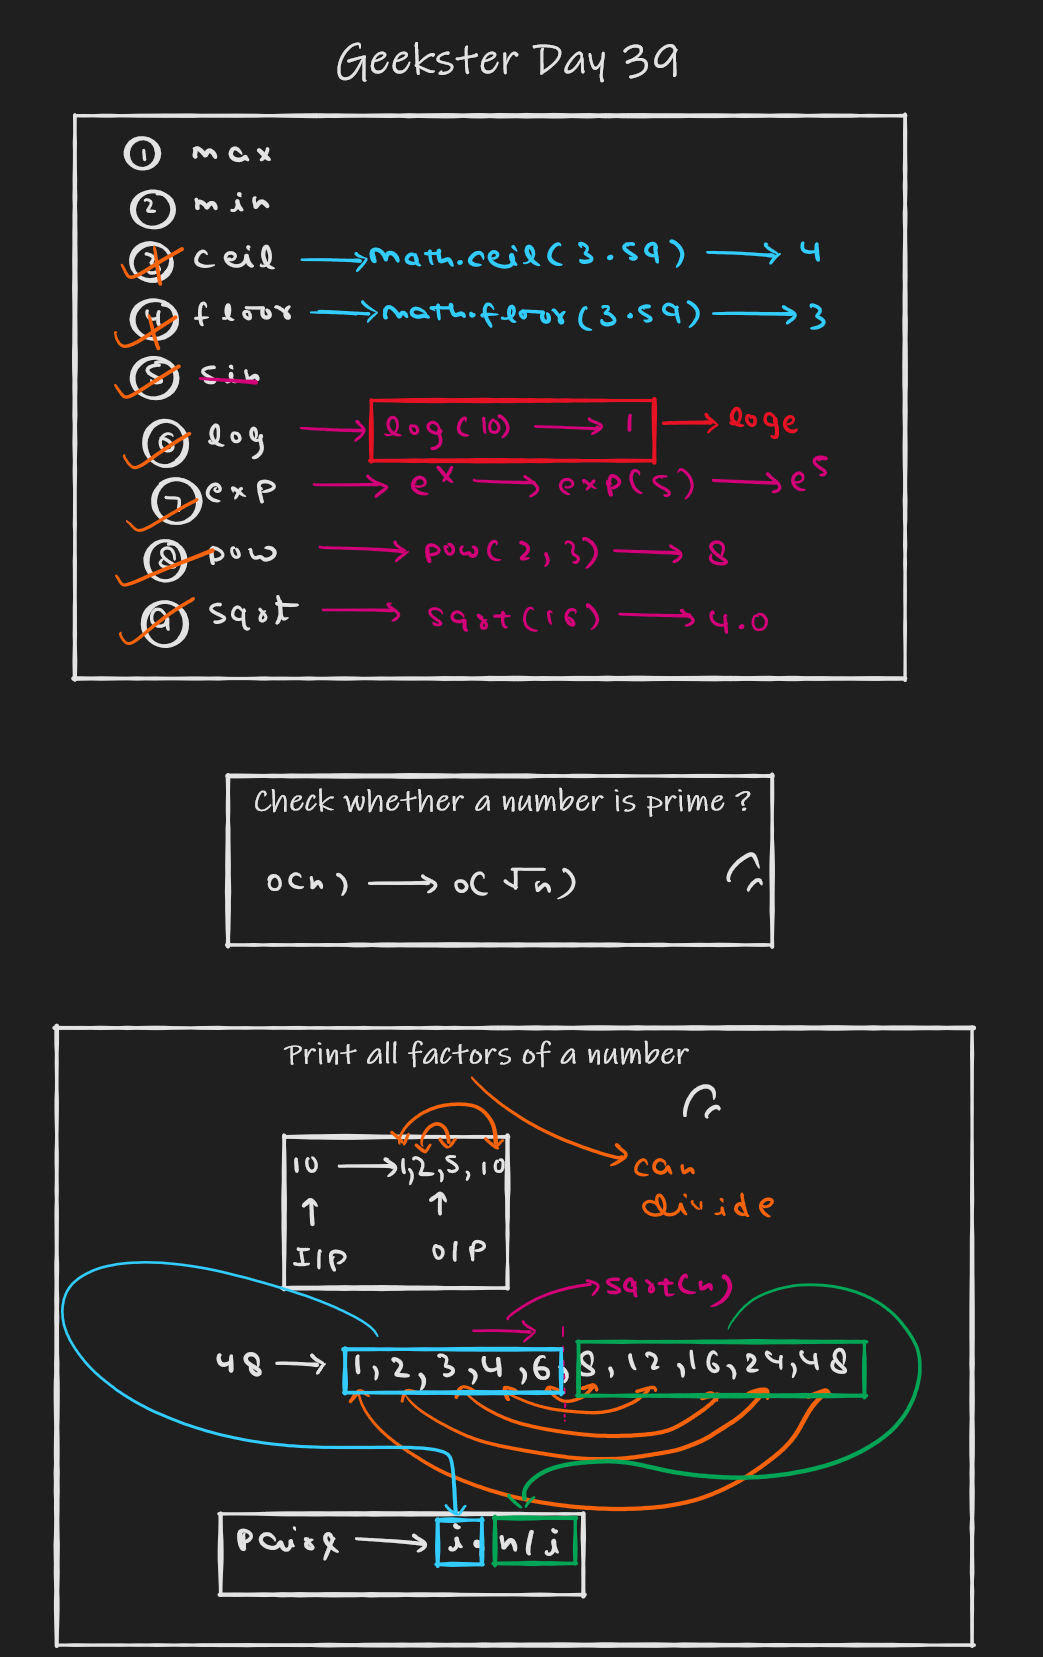 Geekster Day 39
1 max
2 min
3 ceil → math.ceil(3.59) → 4
4 floor → math.floor(3.59) → 3
5 sin
6 log → log(10) → 1 → loge
7 exp → e^x → exp(5) → e^5
8 pow → pow(2,3) → 8
9 sqrt → sqrt(16) → 4.0
Check whether a number is prime ?
O(n) → O(√n)
Print all factors of a number
10 → 1,2,5,10
can
divide
↑ ↑
I/P O/P
sqrt(n)
48 → 1,2,3,4,6,8,12,16,24,48
→ i. n/i